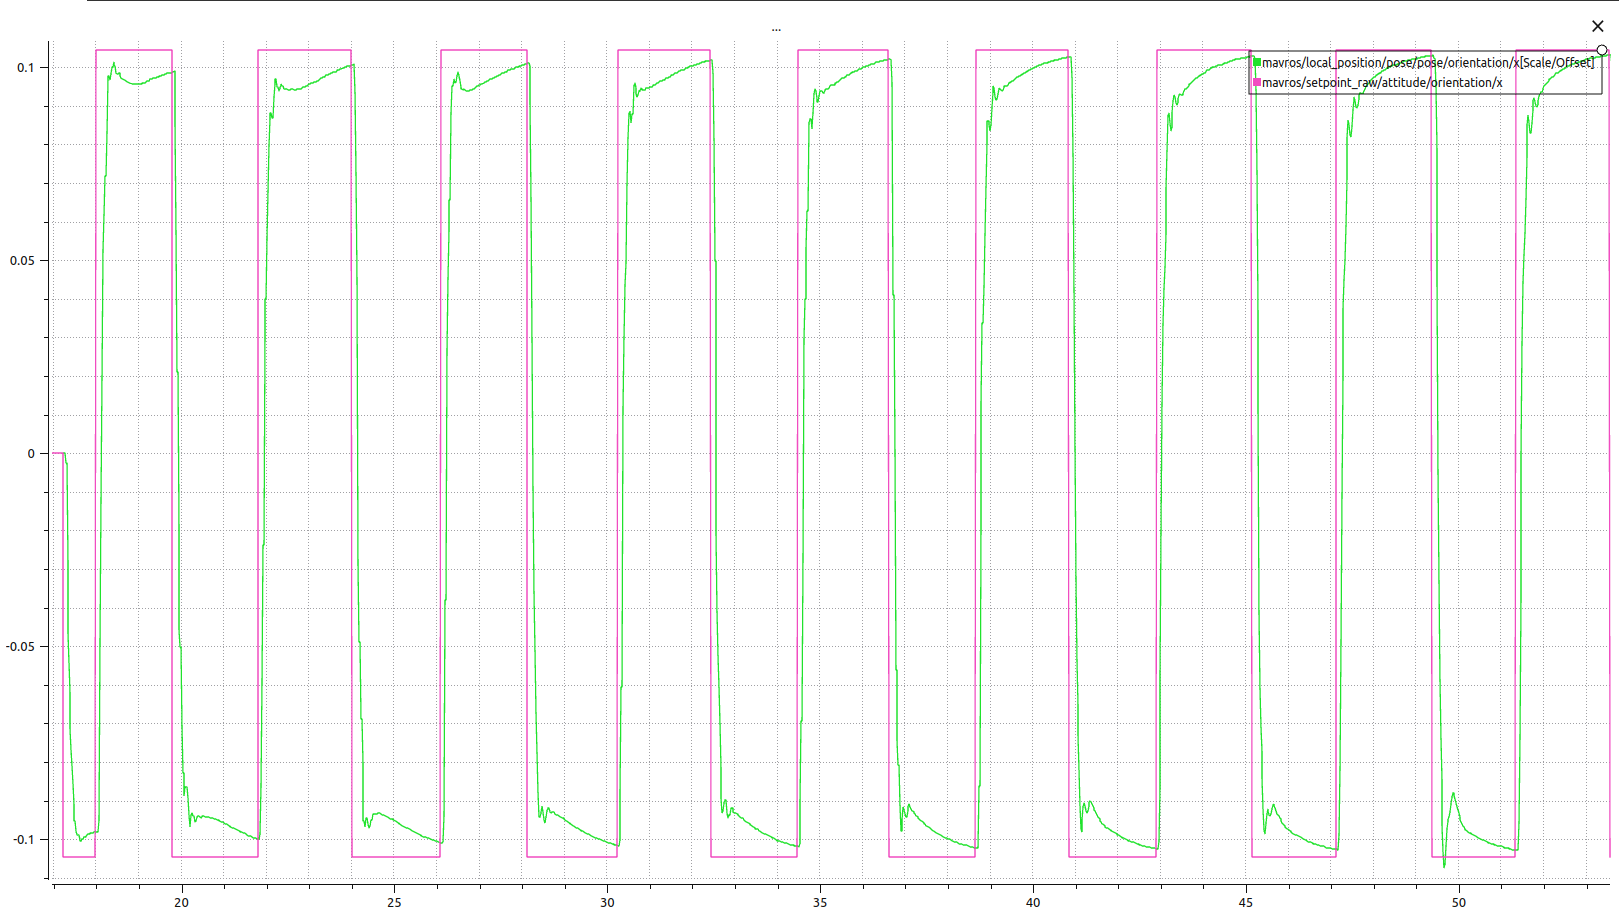 ...
mavros/local_position/pose/pose/orientation/x[Scale/Offset]
mavros/setpoint_raw/attitude/orientation/x
0.1
0.05
0
-0.05
-0.1
20 25 30 35 40 45 50